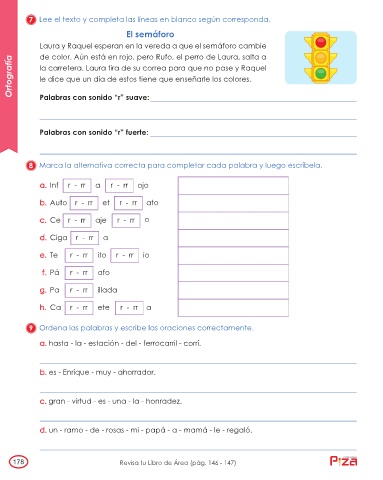 7 Lee el texto y completa las líneas en blanco según corresponda.
El semáforo
Laura y Raquel esperan en la vereda a que el semáforo cambie
de color. Aún está en rojo, pero Rufo, el perro de Laura, salta a
la carretera. Laura tira de su correa para que no pase y Raquel
le dice que un día de estos tiene que enseñarle los colores.
Palabras con sonido "r" suave:
Palabras con sonido "r" fuerte:
Ortografía
8 Marca la alternativa correcta para completar cada palabra y luego escríbela.
a. Inf r - rr a r - rr ojo
b. Auto r - rr et r - rr ato
c. Ce r - rr aje r - rr o
d. Ciga r - rr a
e. Te r - rr ito r - rr io
f. Pá r - rr afo
g. Pa r - rr illada
h. Ca r - rr ete r - rr a
9 Ordena las palabras y escribe las oraciones correctamente.
a. hasta - la - estación - del - ferrocarril - corrí.
b. es - Enrique - muy - ahorrador.
c. gran - virtud - es - una - la - honradez.
d. un - ramo - de - rosas - mi - papá - a - mamá - le - regaló.
178
Revisa tu Libro de Área (pág. 146 - 147)